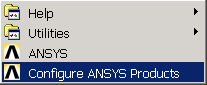 Help
Utilities
ANSYS
Configure ANSYS Products